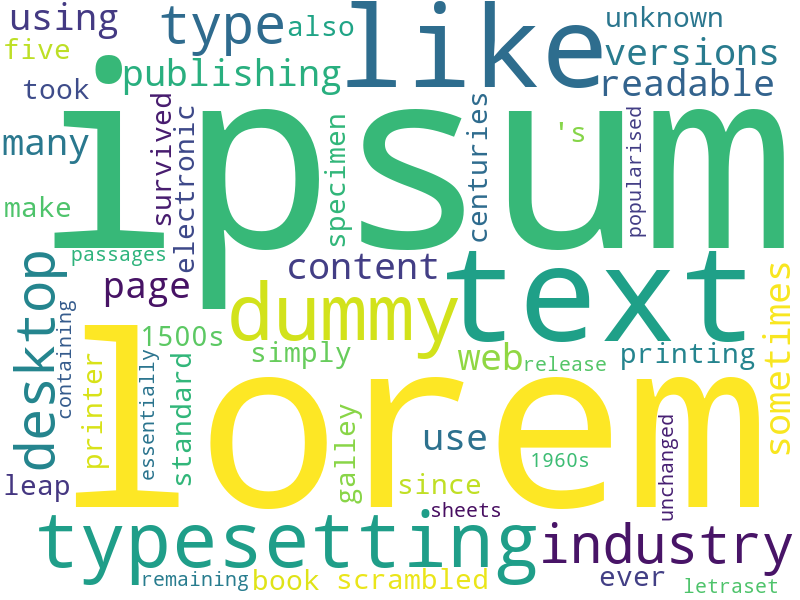 using
type
also
like
unknown
five
publishing
versions
took
readable
many
ipsum
survived
electronic
specimen
centuries
's
popularised
make
passages
content
text
page
desktop
containing
dummy
sometimes
1500s
simply
web
release
printing
printer
essentially
standard
lorem
galley
use
1960s
unchanged
leap
since
sheets
typesetting
industry
remaining
book
scrambled
ever
letraset